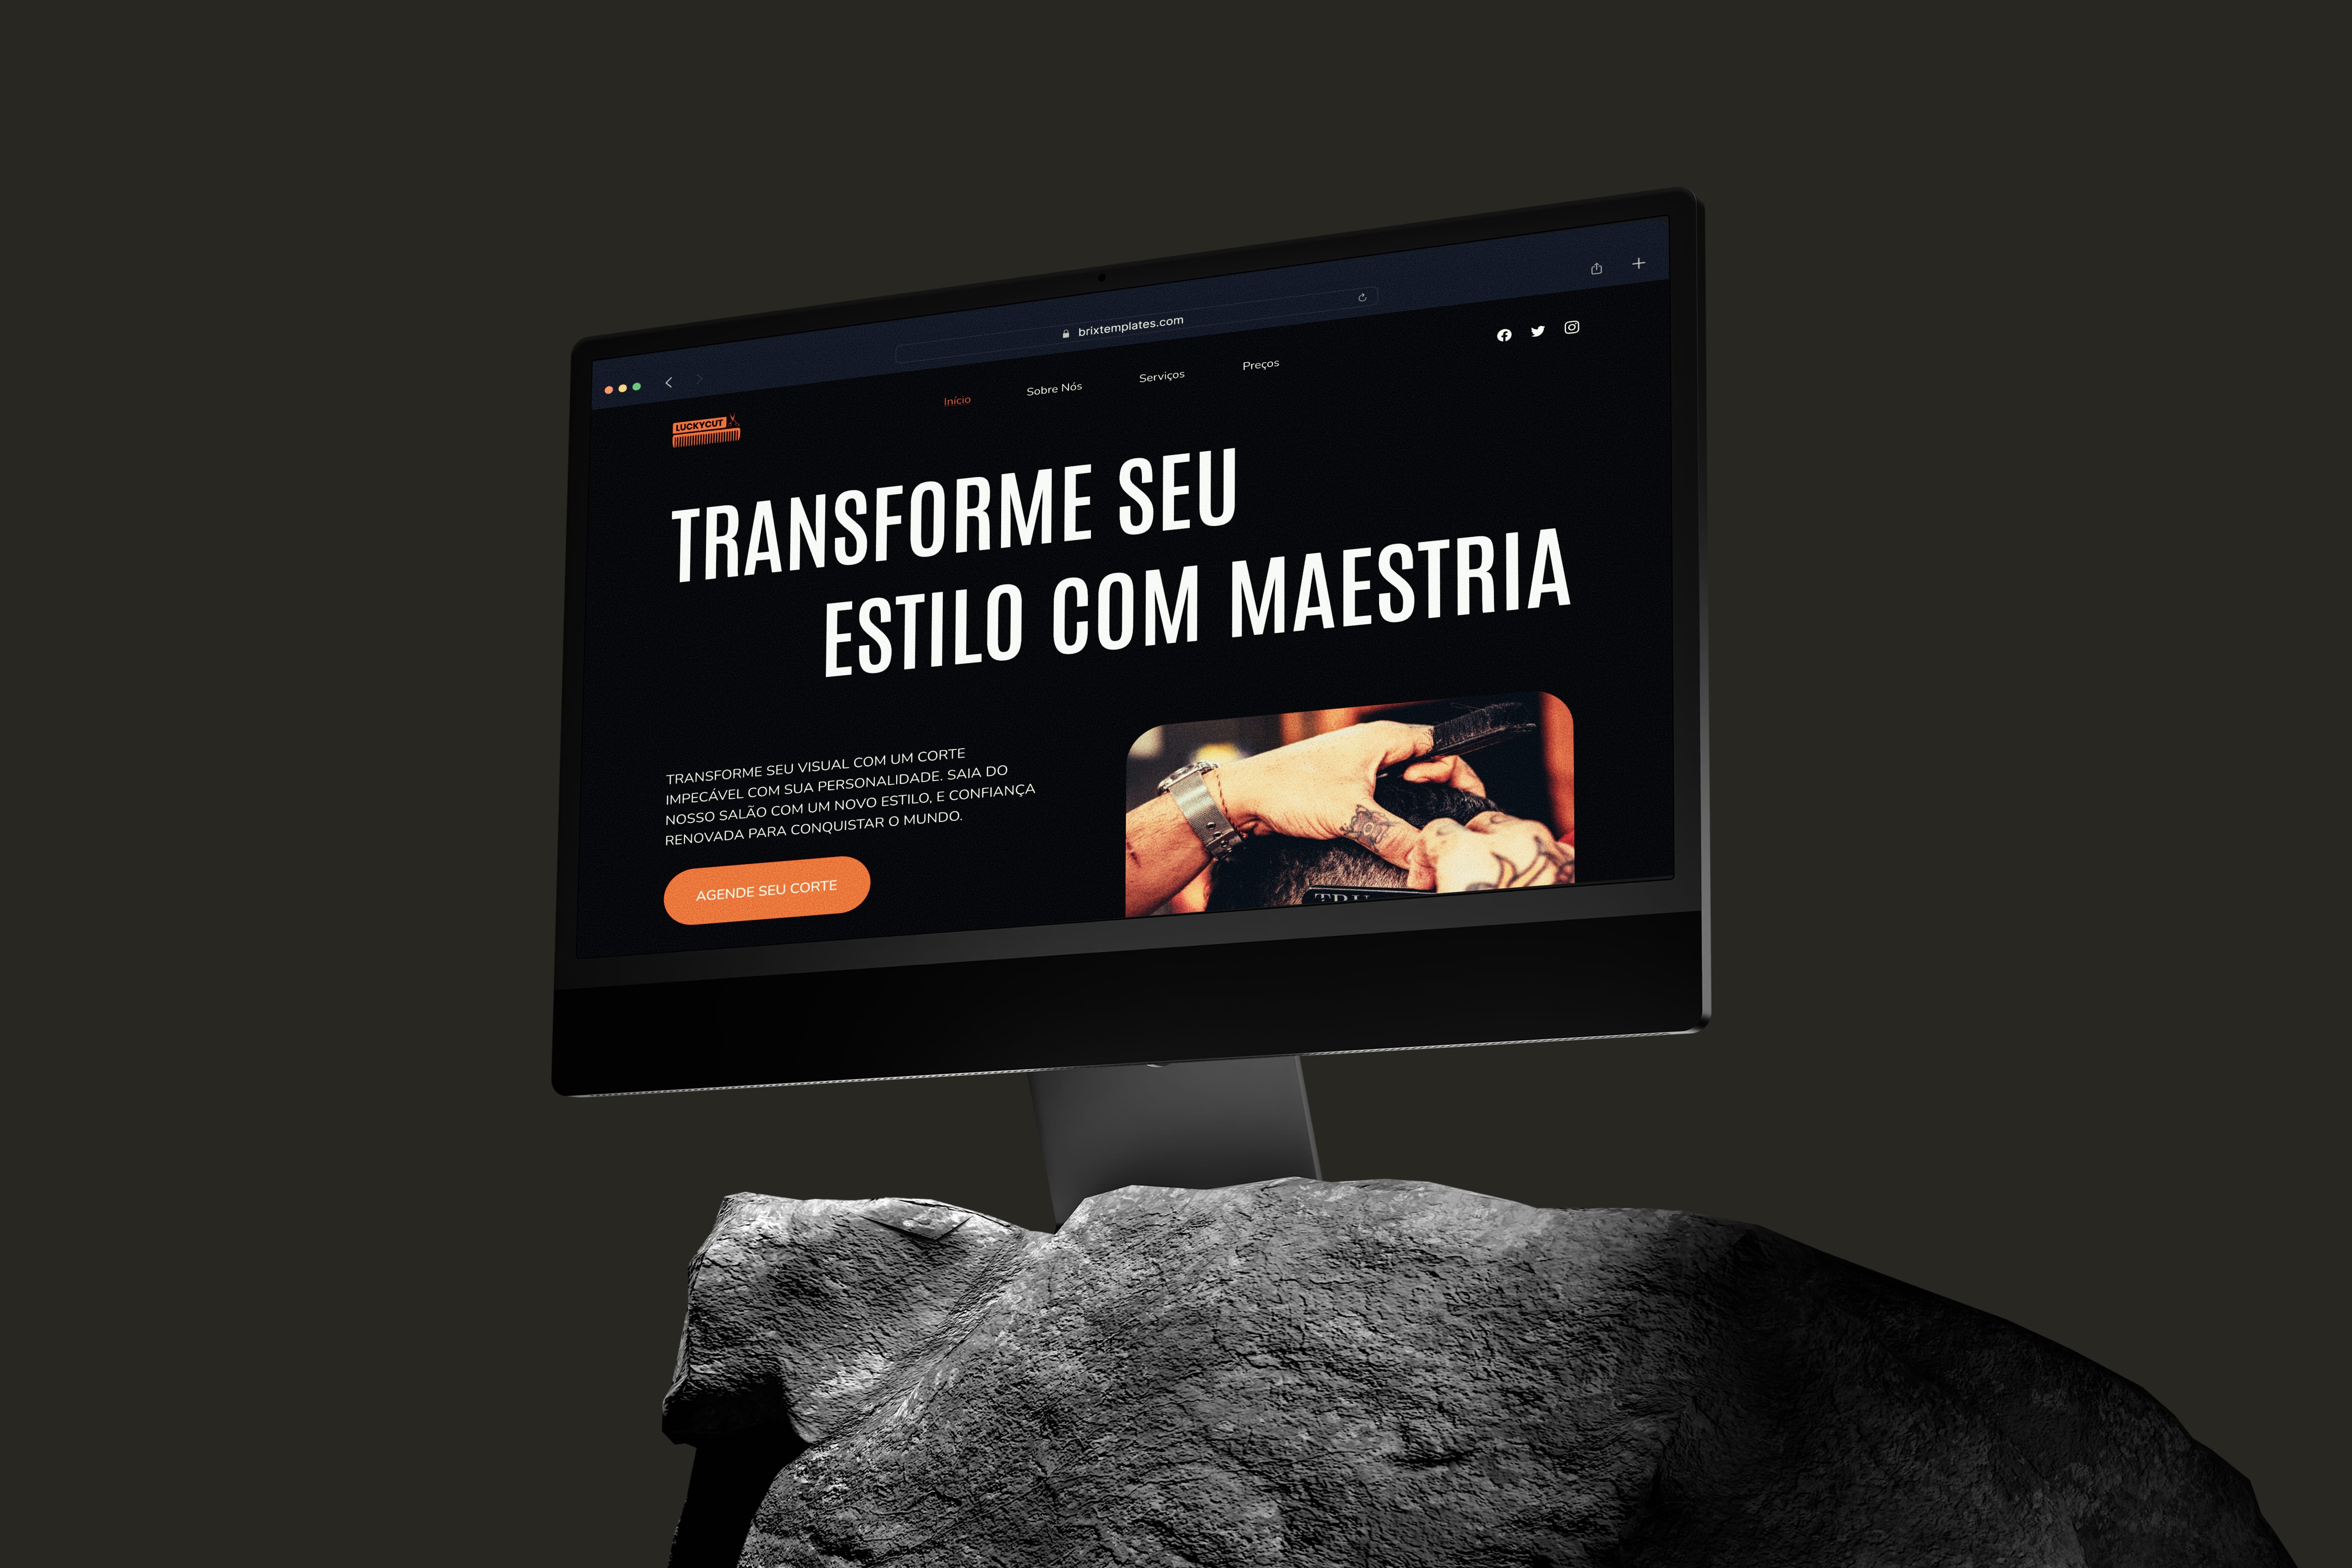 brixtemplates.com
LUCKYCUT
Início
Sobre Nós
Serviços
Preços
TRANSFORME SEU
ESTILO COM MAESTRIA
TRANSFORME SEU VISUAL COM UM CORTE
IMPECÁVEL COM SUA PERSONALIDADE. SAIA DO
NOSSO SALÃO COM UM NOVO ESTILO, E CONFIANÇA
RENOVADA PARA CONQUISTAR O MUNDO.
AGENDE SEU CORTE